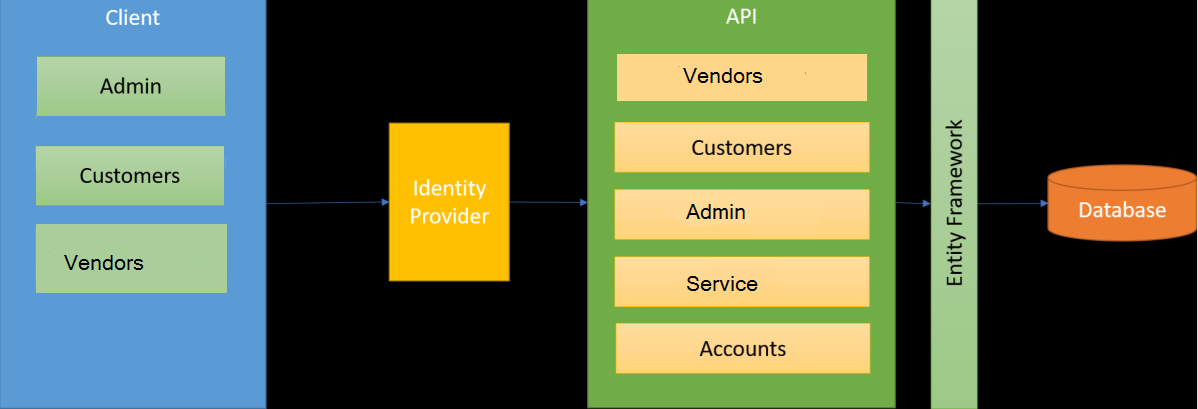 Client
Admin
Customers
Vendors
Identity
Provider
API
Vendors
Customers
Admin
Service
Accounts
Entity Framework
Database